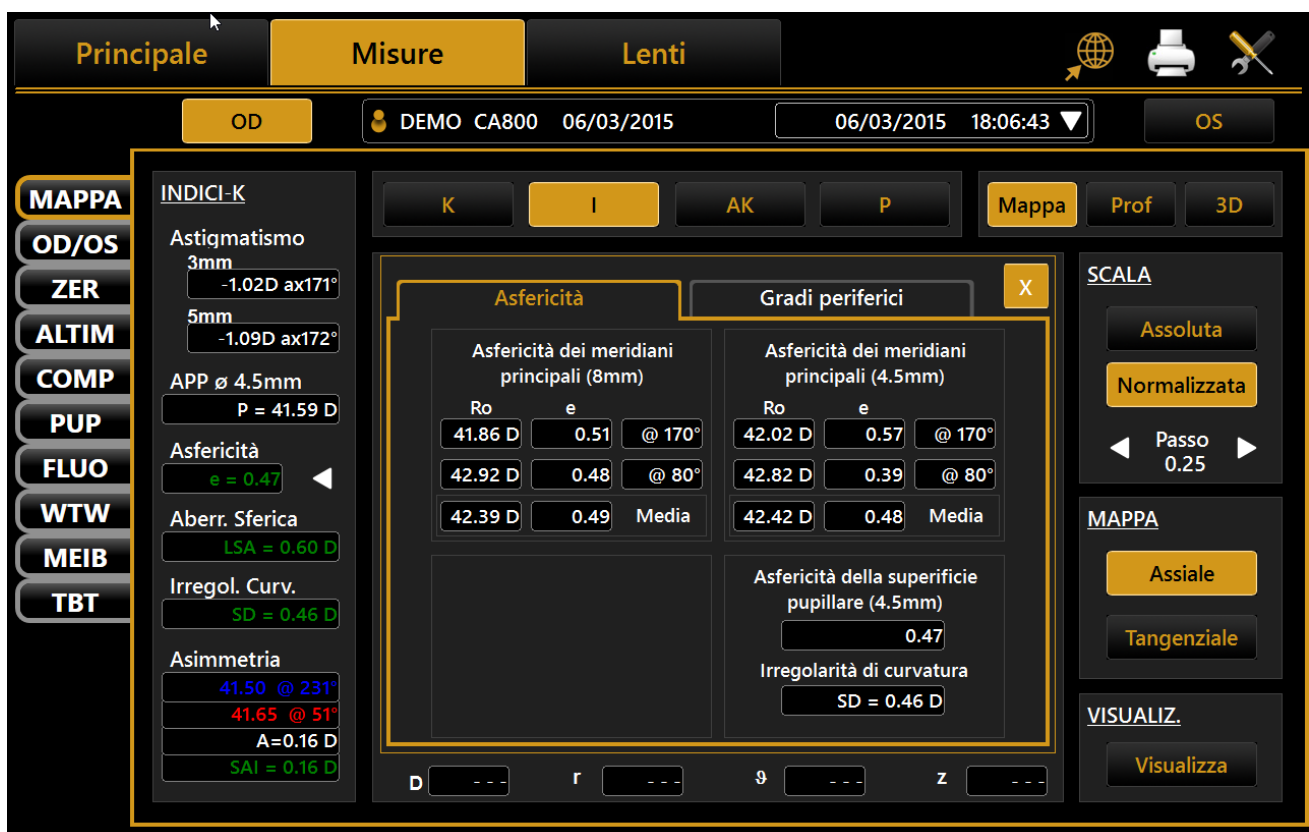 Principale
Misure
Lenti
OD
DEMO CA800 06/03/2015
06/03/2015 18:06:43
OS
MAPPA
OD/OS
ZER
ALTIM
COMP
PUP
FLUO
WTW
MEIB
TBT
INDICI-K
Astigmatismo
3mm
-1.02D ax171°
5mm
-1.09D ax172°
APP ø 4.5mm
P = 41.59 D
Asfericità
e = 0.47
Aberr. Sferica
LSA = 0.60 D
Irregol. Curv.
SD = 0.46 D
Asimmetria
41.50 @ 231°
41.65 @ 51°
A=0.16 D
SAI = 0.16 D
K
I
AK
P
Mappa
Prof
3D
Asfericità
Gradi periferici
X
Asfericità dei meridiani
principali (8mm)
Ro e
41.86 D 0.51 @ 170°
42.92 D 0.48 @ 80°
42.39 D 0.49 Media
Asfericità dei meridiani
principali (4.5mm)
Ro e
42.02 D 0.57 @ 170°
42.82 D 0.39 @ 80°
42.42 D 0.48 Media
Asfericità della superificie
pupillare (4.5mm)
0.47
Irregolarità di curvatura
SD = 0.46 D
D - - - r - - - ϑ - - - z - - -
SCALA
Assoluta
Normalizzata
Passo
0.25
MAPPA
Assiale
Tangenziale
VISUALIZ.
Visualizza